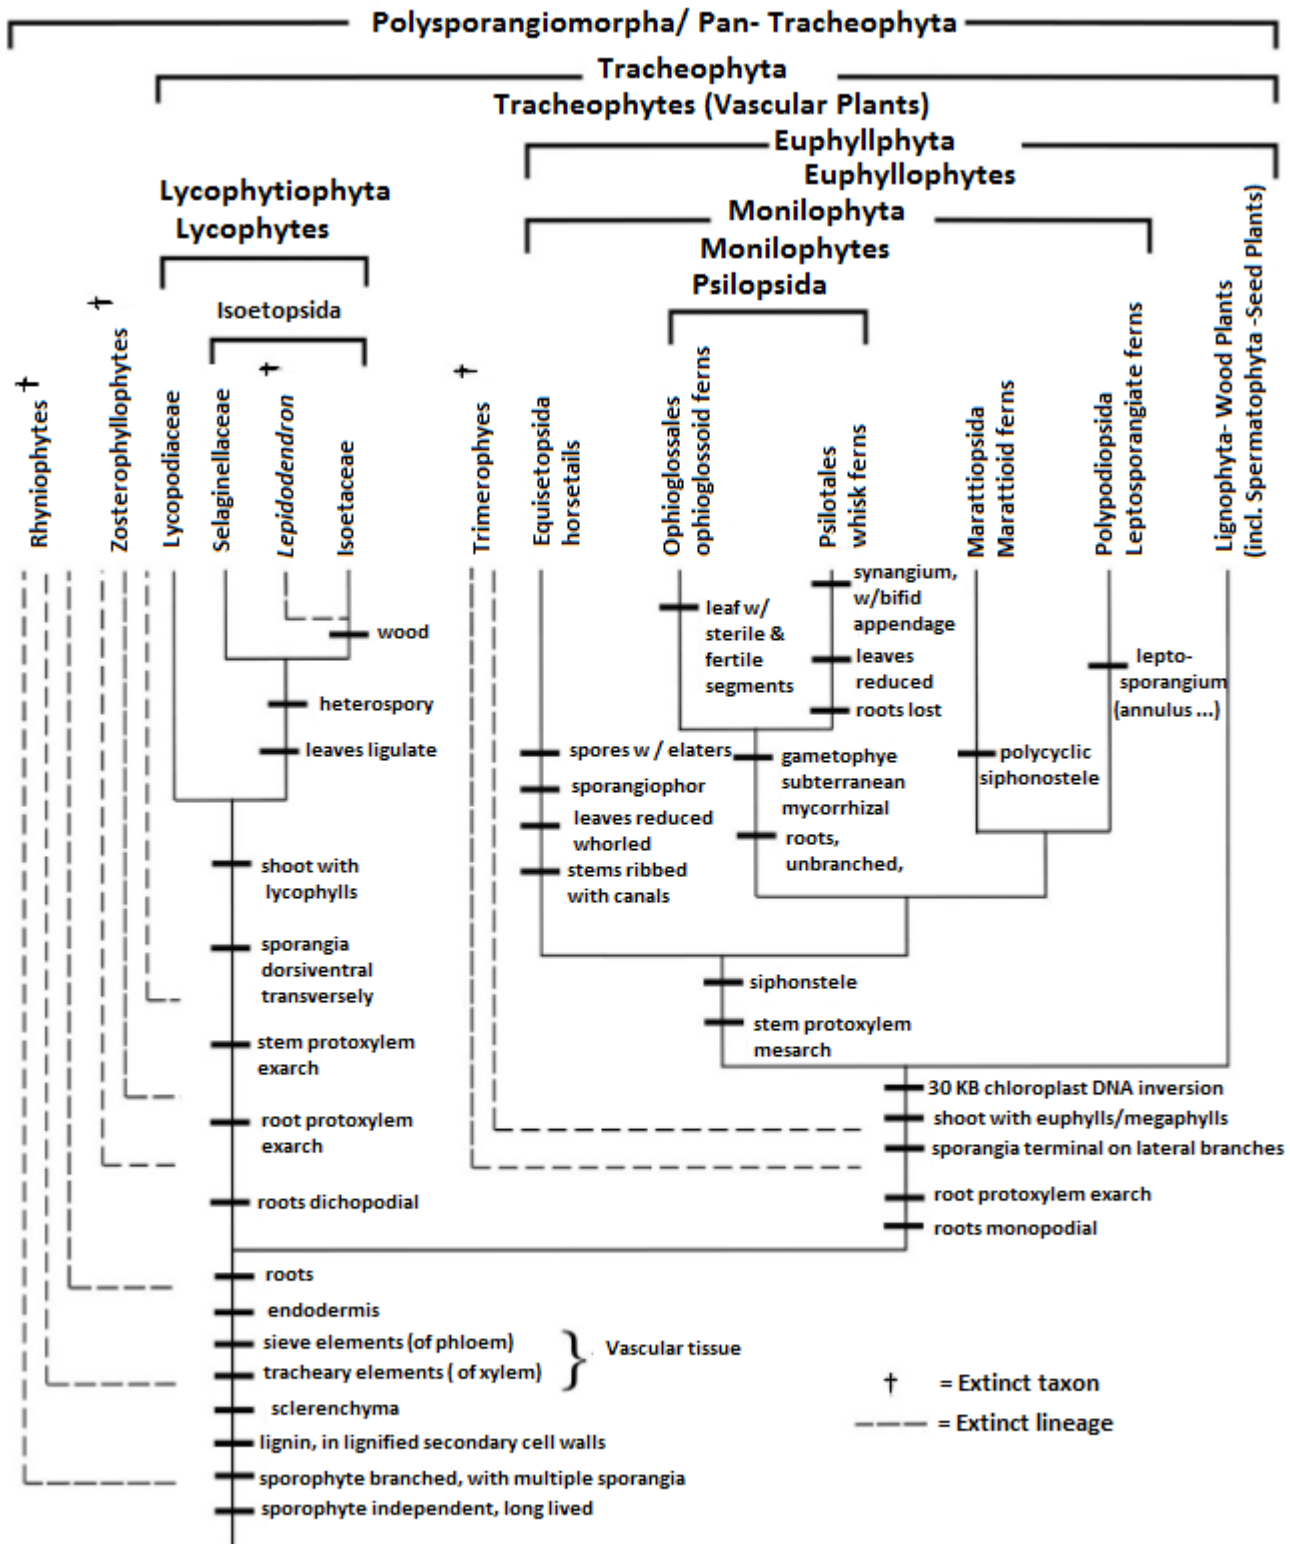 Polysporangiomorpha/ Pan- Tracheophyta
Tracheophyta
Tracheophytes (Vascular Plants)
Euphyllphyta
Euphyllophytes
Monilophyta
Monilophytes
Psilopsida
Lycophytiophyta
Lycophytes
Isoetopsida
†
†
†
†
Rhyniophytes
Zosterophyllophytes
Lycopodiaceae
Selaginellaceae
Lepidodendron
Isoetaceae
Trimerophyes
Equisetopsida
horsetails
Ophioglossales
ophioglossoid ferns
Psilotales
whisk ferns
Marattiopsida
Marattioid ferns
Polypodiopsida
Leptosporangiate ferns
Lignophyta- Wood Plants
(incl. Spermatophyta -Seed Plants)
wood
heterospory
leaves ligulate
shoot with
lycophylls
sporangia
dorsiventral
transversely
stem protoxylem
exarch
root protoxylem
exarch
roots dichopodial
spores w / elaters
sporangiophor
leaves reduced
whorled
stems ribbed
with canals
leaf w/
sterile &
fertile
segments
synangium,
w/bifid
appendage
leaves
reduced
roots lost
gametophye
subterranean
mycorrhizal
roots,
unbranched,
polycyclic
siphonostele
lepto-
sporangium
(annulus ...)
siphonstele
stem protoxylem
mesarch
30 KB chloroplast DNA inversion
shoot with euphylls/megaphylls
sporangia terminal on lateral branches
root protoxylem exarch
roots monopodial
roots
endodermis
sieve elements (of phloem)
tracheary elements ( of xylem)
} Vascular tissue
sclerenchyma
lignin, in lignified secondary cell walls
sporophyte branched, with multiple sporangia
sporophyte independent, long lived
† = Extinct taxon
= Extinct lineage